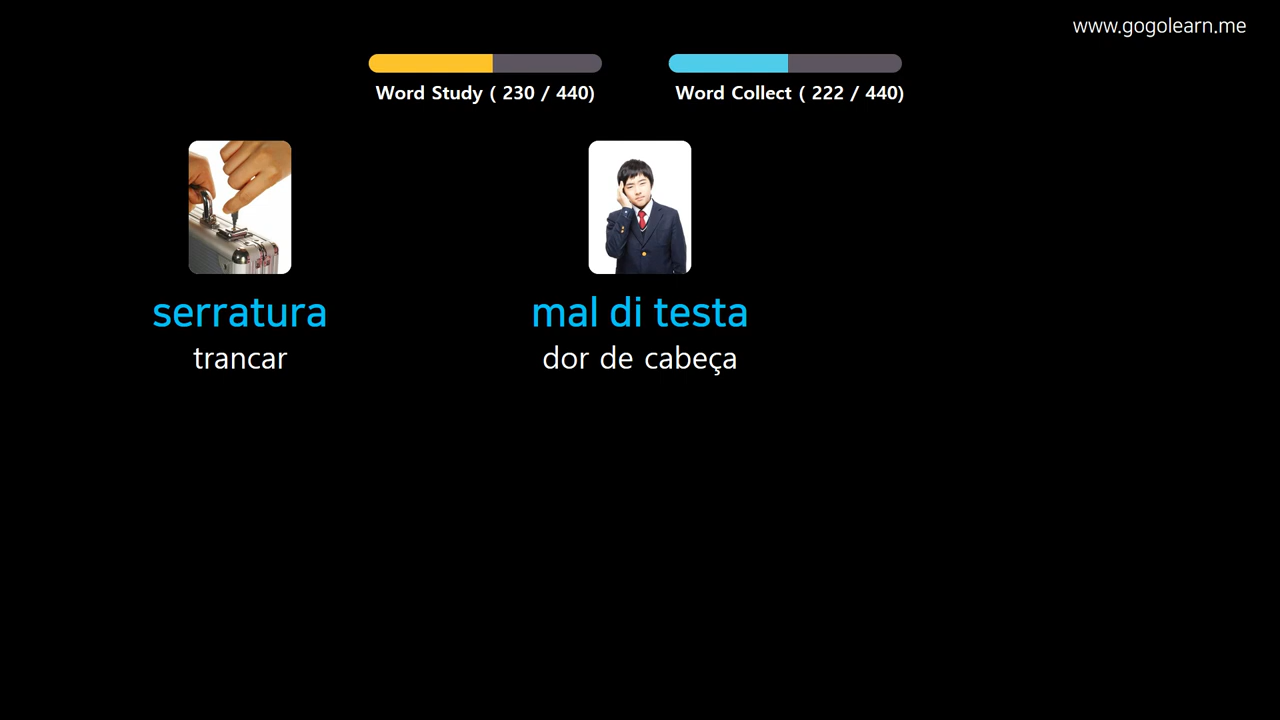 www.gogolearn.me
Word Study ( 230 / 440)
Word Collect ( 222 / 440)
serratura
trancar
mal di testa
dor de cabeça